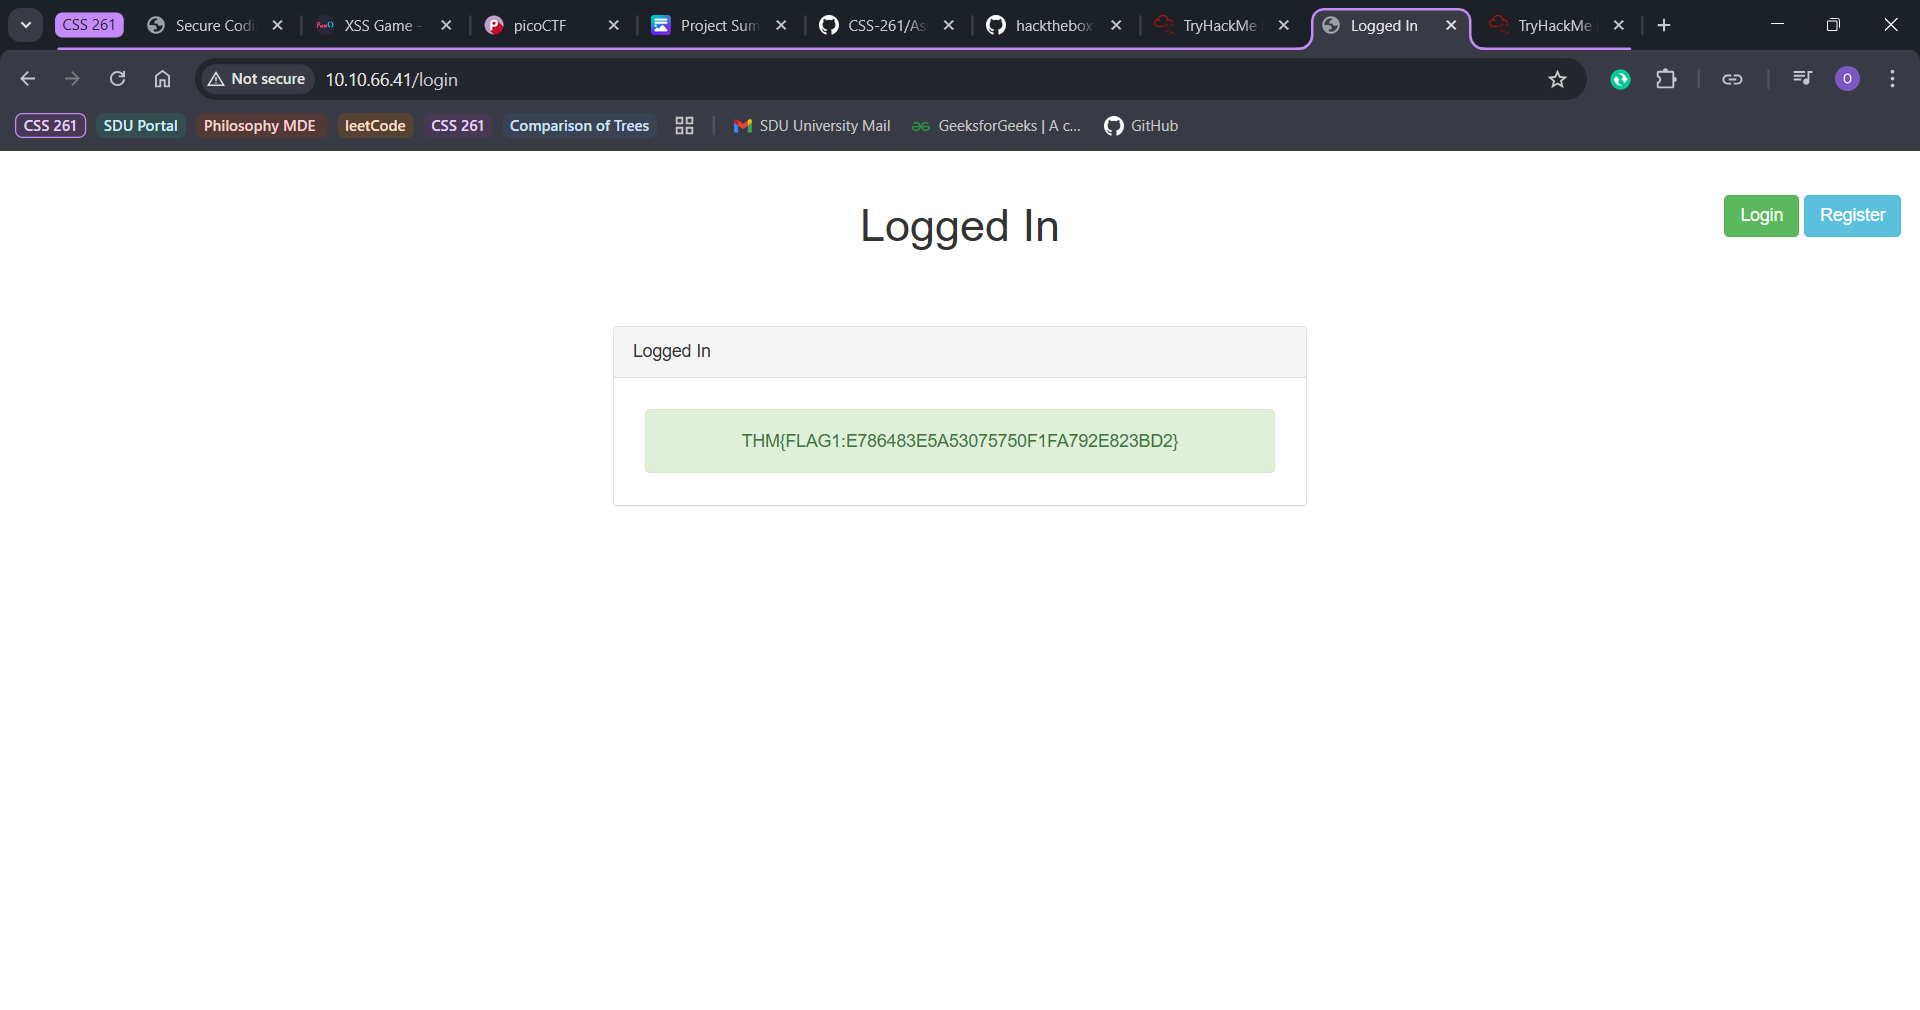 CSS 261 Secure Codi XSS Game - picoCTF Project Sum CSS-261/As hackthebox TryHackMe Logged In TryHackMe
Not secure 10.10.66.41/login O
CSS 261 SDU Portal Philosophy MDE leetCode CSS 261 Comparison of Trees SDU University Mail GeeksforGeeks | A c... GitHub
Logged In
Login Register
Logged In
THM{FLAG1:E786483E5A53075750F1FA792E823BD2}